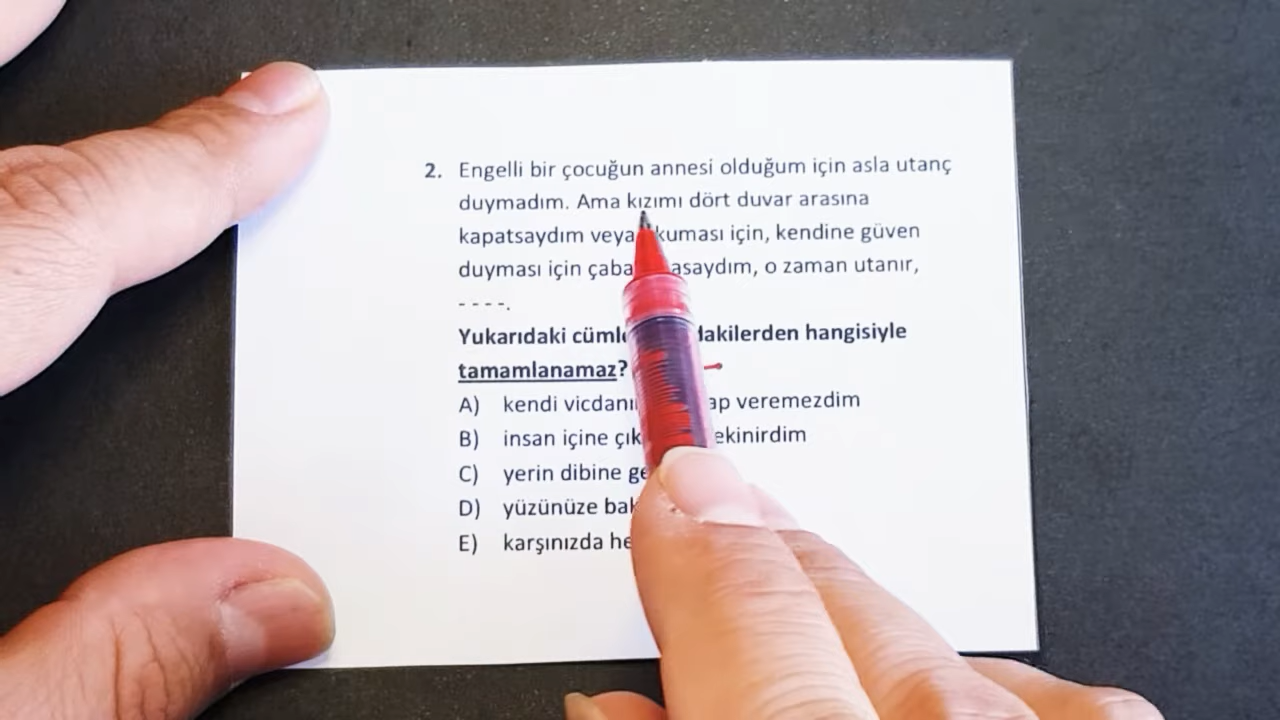 2. Engelli bir çocuğun annesi olduğum için asla utanç
duymadım. Ama kızımı dört duvar arasına
kapatsaydım veya kuması için, kendine güven
duyması için çaba asaydım, o zaman utanır,
- - - -.
Yukarıdaki cümle dakilerden hangisiyle
tamamlanamaz?
A) kendi vicdanı ap veremezdim
B) insan içine çık ekinirdim
C) yerin dibine ge
D) yüzünüze bak
E) karşınızda he